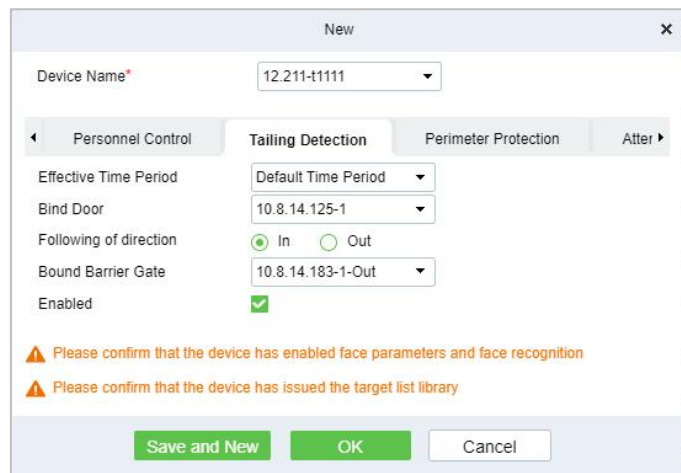 New
Device Name* 12.211-t1111
Personnel Control Tailing Detection Perimeter Protection Atter
Effective Time Period Default Time Period
Bind Door 10.8.14.125-1
Following of direction In Out
Bound Barrier Gate 10.8.14.183-1-Out
Enabled
Please confirm that the device has enabled face parameters and face recognition
Please confirm that the device has issued the target list library
Save and New OK Cancel